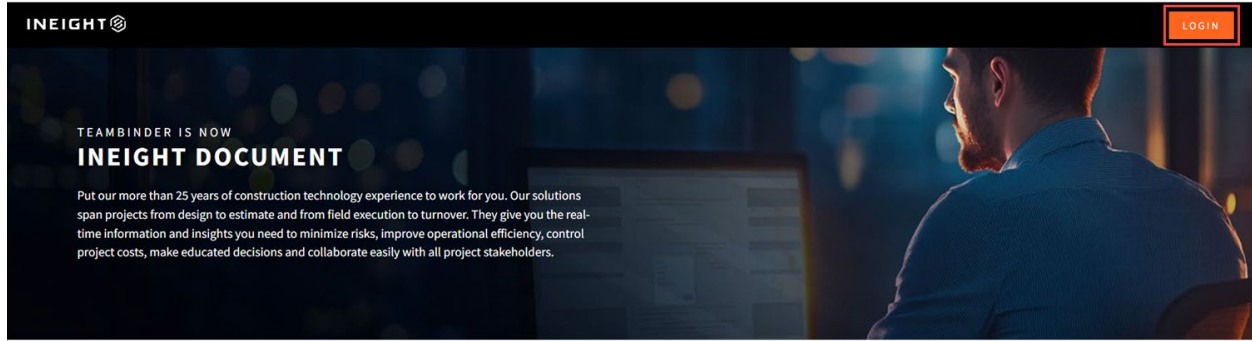 INEIGHT
LOGIN
TEAMBINDER IS NOW
INEIGHT DOCUMENT
Put our more than 25 years of construction technology experience to work for you. Our solutions
span projects from design to estimate and from field execution to turnover. They give you the real-
time information and insights you need to minimize risks, improve operational efficiency, control
project costs, make educated decisions and collaborate easily with all project stakeholders.